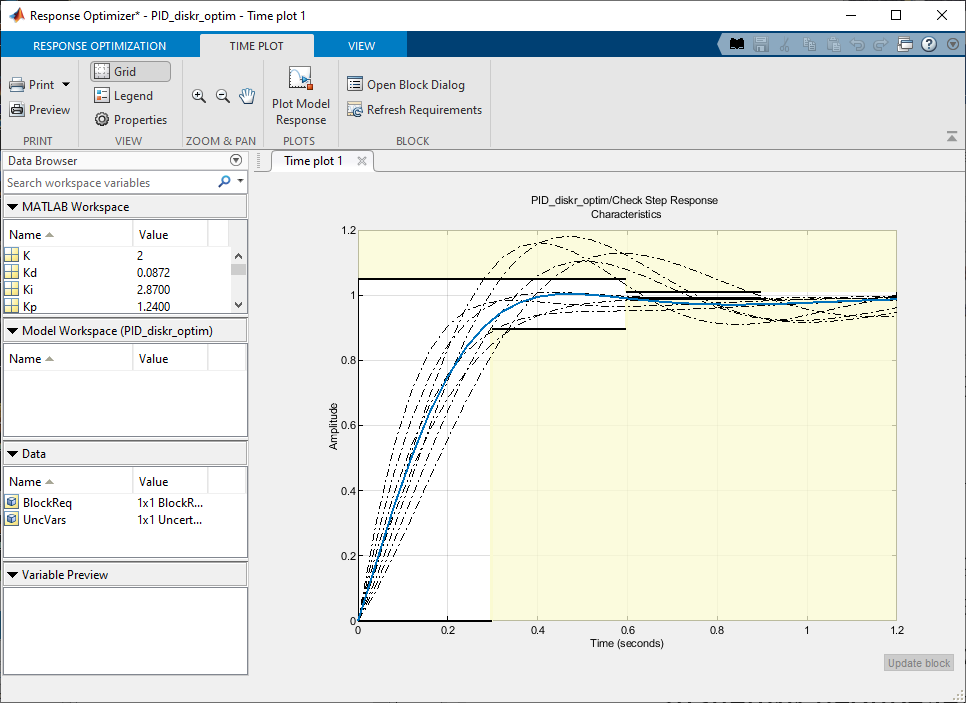 Response Optimizer* - PID_diskr_optim - Time plot 1
RESPONSE OPTIMIZATION TIME PLOT VIEW
Print
Preview
PRINT
Grid
Legend
Properties
VIEW
ZOOM & PAN
Plot Model
Response
PLOTS
Open Block Dialog
Refresh Requirements
BLOCK
Data Browser
Search workspace variables
MATLAB Workspace
Name Value
K 2
Kd 0.0872
Ki 2.8700
Kp 1.2400
Model Workspace (PID_diskr_optim)
Name Value
Data
Name Value
BlockReq 1x1 BlockR...
UncVars 1x1 Uncert...
Variable Preview
Time plot 1
PID_diskr_optim/Check Step Response
Characteristics
1.2
1
0.8
0.6
0.4
0.2
0
Amplitude
0 0.2 0.4 0.6 0.8 1 1.2
Time (seconds)
Update block